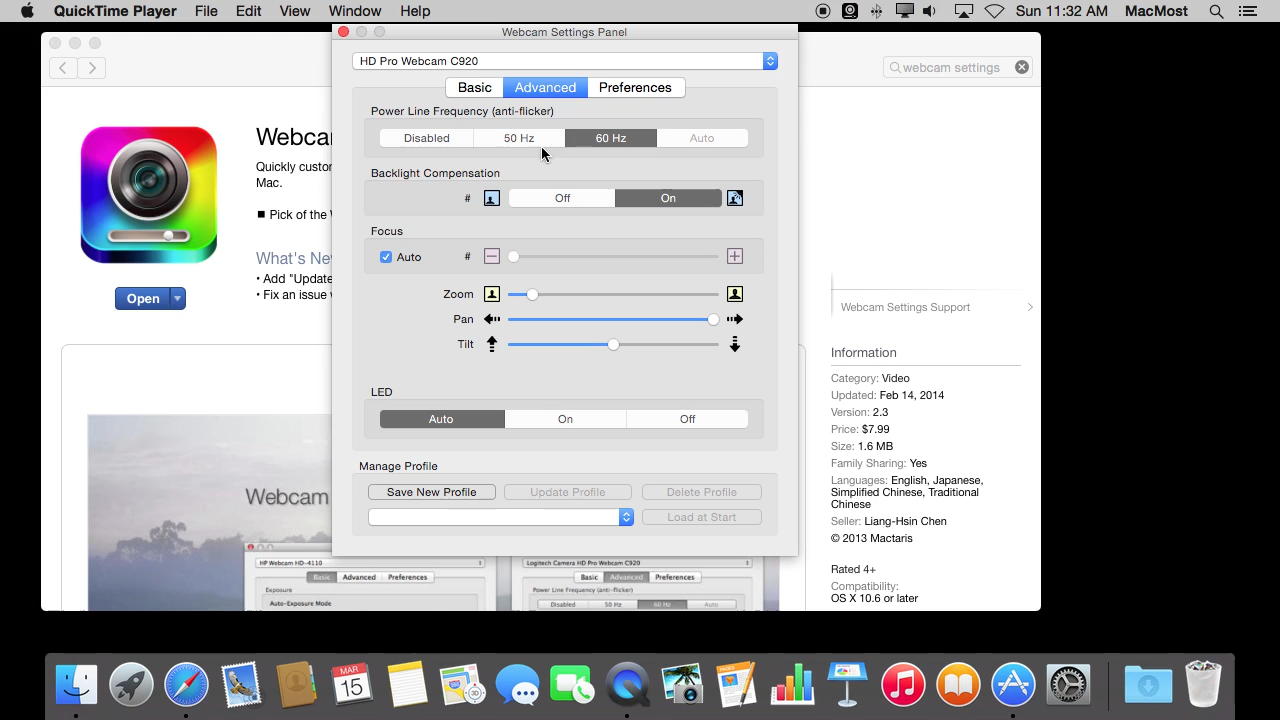 QuickTime Player File Edit View Window Help Sun 11:32 AM MacMost
Webcam Settings Panel
HD Pro Webcam C920
webcam settings
Basic Advanced Preferences
Power Line Frequency (anti-flicker)
Disabled 50 Hz 60 Hz Auto
Backlight Compensation
# Off On
Focus
Auto #
Zoom
Pan
Tilt
LED
Auto On Off
Manage Profile
Save New Profile Update Profile Delete Profile
Load at Start
Quickly
Mac.
■ Pick of the
What's
• Add "Update
• Fix an issue
Open
Webcam Settings Support
Information
Category: Video
Updated: Feb 14, 2014
Version: 2.3
Price: $7.99
Size: 1.6 MB
Family Sharing: Yes
Languages: English, Japanese,
Simplified Chinese, Traditional
Chinese
Seller: Liang-Hsin Chen
© 2013 Mactaris
Rated 4+
Compatibility:
OS X 10.6 or later
Webcam
HP Webcam HD-4110
Basic Advanced Preferences
Exposure
Auto-Exposure Mode
Logitech Camera HD Pro Webcam C920
Basic Advanced Preferences
Power Line Frequency (anti-flicker)
Disabled 50 Hz 60 Hz Auto
MAR
15
3D
PAGES